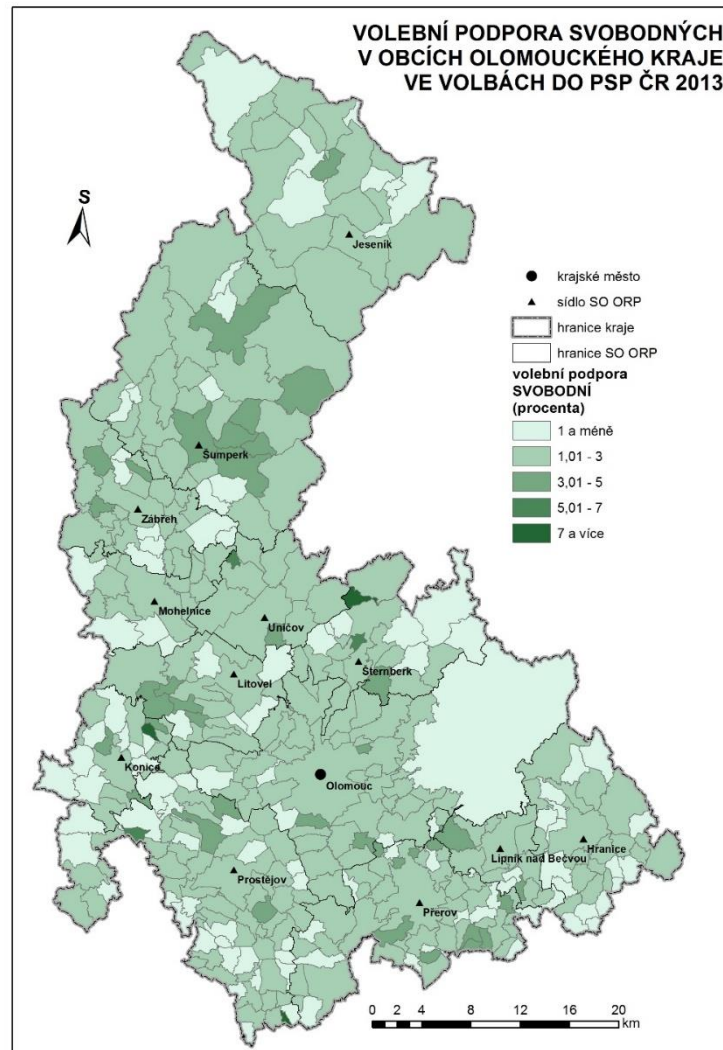 VOLEBNÍ PODPORA SVOBODNÝCH
V OBCÍCH OLOMOUCKÉHO KRAJE
VE VOLBÁCH DO PSP ČR 2013
S
Jeseník
krajské město
sídlo SO ORP
hranice kraje
hranice SO ORP
volební podpora
SVOBODNÍ
(procenta)
1 a méně
1,01 - 3
3,01 - 5
5,01 - 7
7 a více
Šumperk
Zábřeh
Mohelnice
Uničov
Šternberk
Litovel
Konice
Olomouc
Hranice
Lipník nad Bečvou
Prostějov
Přerov
0 2 4 8 12 16 20
km